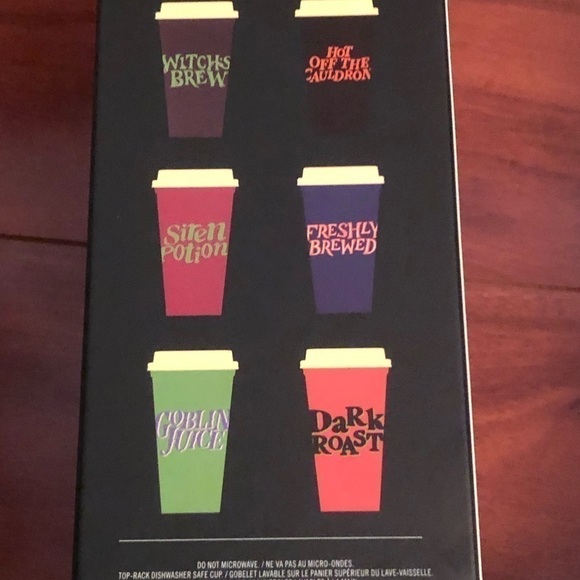 WITCH'S
BREW
HOT
OFF THE
CAULDRON
Siren
Potion
FRESHLY
BREWED
GOBLIN
JUICE
DaRk
ROAST
DO NOT MICROWAVE. / NE VA PAS AU MICRO-ONDES.
TOP-RACK DISHWASHER SAFE CUP. / GOBELET LAVABLE SUR LE PANIER SUPÉRIEUR DU LAVE-VAISSELLE.